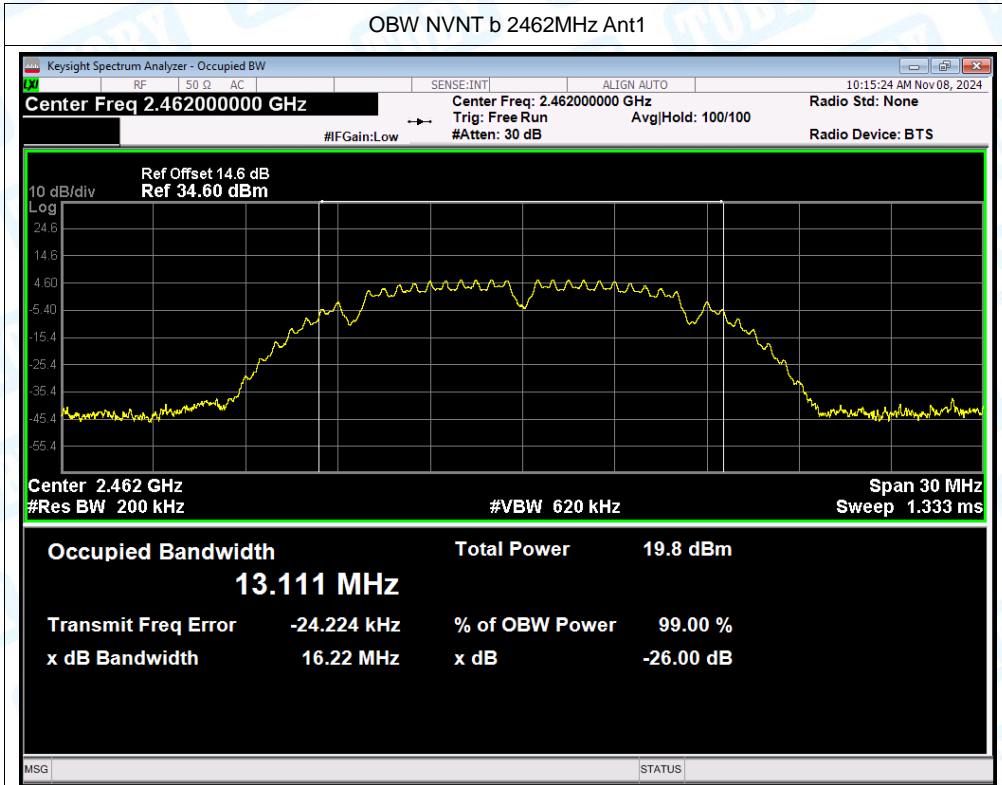 OBW NVNT b 2462MHz Ant1
Keysight Spectrum Analyzer - Occupied BW
LXI RF 50 Ω AC SENSE:INT ALIGN AUTO 10:15:24 AM Nov 08, 2024
Center Freq 2.462000000 GHz Center Freq: 2.462000000 GHz Radio Std: None
Trig: Free Run Avg|Hold: 100/100
#IFGain:Low #Atten: 30 dB Radio Device: BTS
Ref Offset 14.6 dB
10 dB/div Ref 34.60 dBm
Log
24.6
14.6
4.60
-5.40
-15.4
-25.4
-35.4
-45.4
-55.4
Center 2.462 GHz Span 30 MHz
#Res BW 200 kHz #VBW 620 kHz Sweep 1.333 ms
Occupied Bandwidth Total Power 19.8 dBm
13.111 MHz
Transmit Freq Error -24.224 kHz % of OBW Power 99.00 %
x dB Bandwidth 16.22 MHz x dB -26.00 dB
MSG STATUS